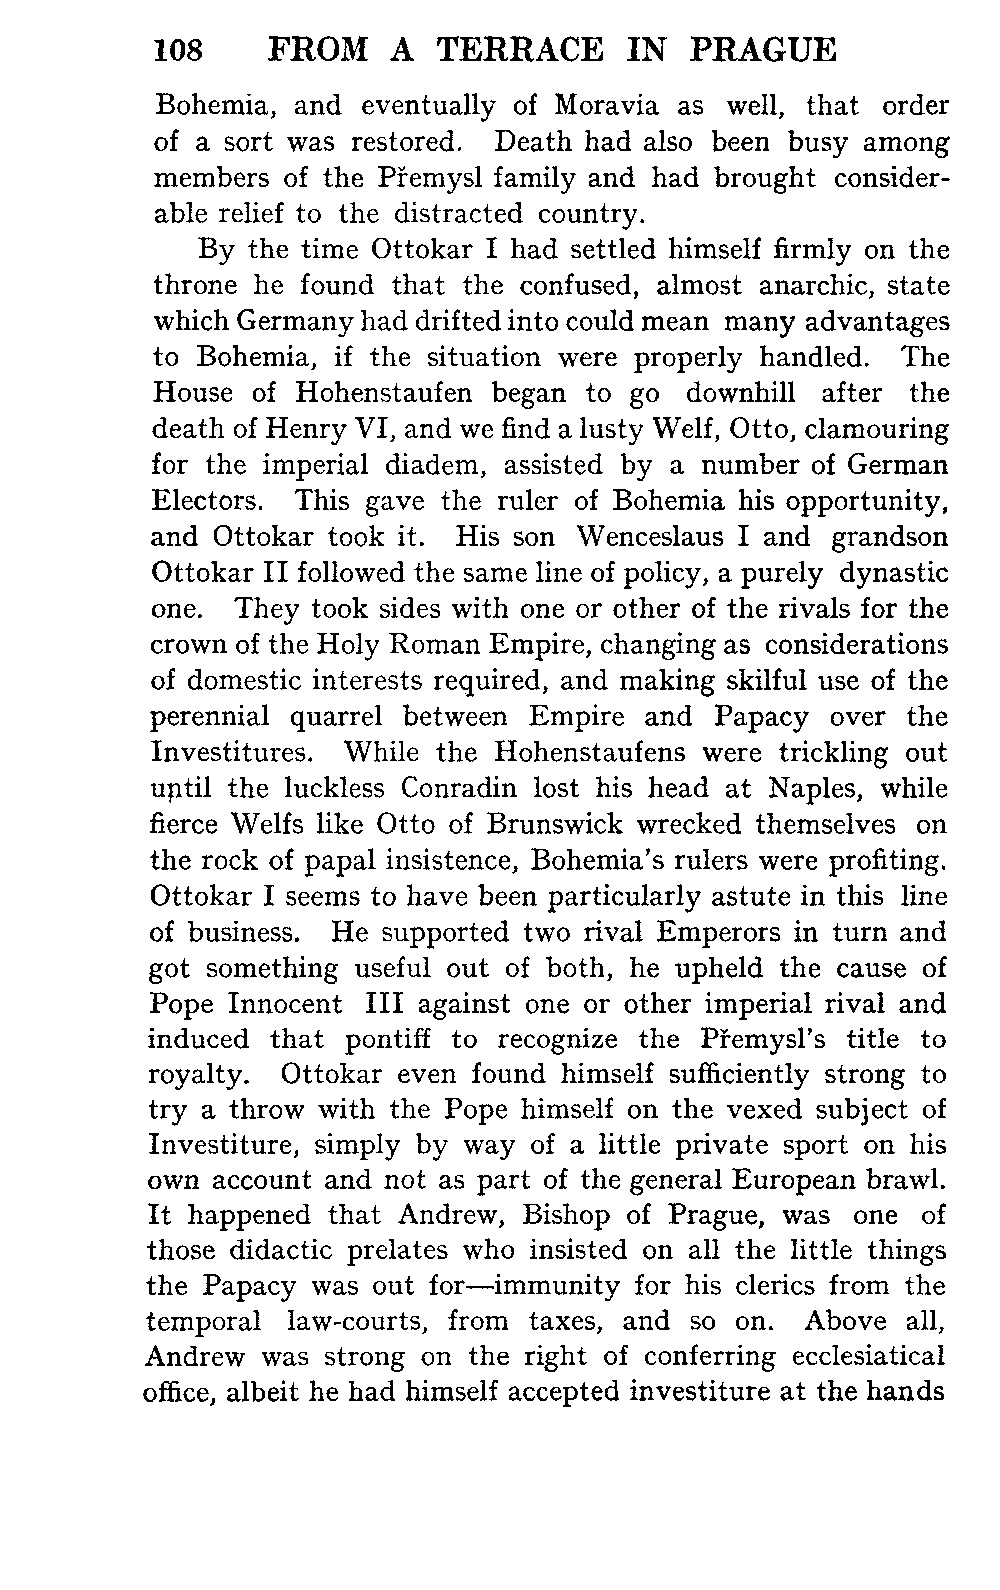 108 FROM A TERRACE IN PRAGUE
Bohemia, and eventually of Moravia as well, that order
of a sort was restored. Death had also been busy among
members of the Přemysl family and had brought consider-
able relief to the distracted country.
By the time Ottokar I had settled himself firmly on the
throne he found that the confused, almost anarchic, state
which Germany had drifted into could mean many advantages
to Bohemia, if the situation were properly handled. The
House of Hohenstaufen began to go downhill after the
death of Henry VI, and we find a lusty Welf, Otto, clamouring
for the imperial diadem, assisted by a number of German
Electors. This gave the ruler of Bohemia his opportunity,
and Ottokar took it. His son Wenceslaus I and grandson
Ottokar II followed the same line of policy, a purely dynastic
one. They took sides with one or other of the rivals for the
crown of the Holy Roman Empire, changing as considerations
of domestic interests required, and making skilful use of the
perennial quarrel between Empire and Papacy over the
Investitures. While the Hohenstaufens were trickling out
until the luckless Conradin lost his head at Naples, while
fierce Welfs like Otto of Brunswick wrecked themselves on
the rock of papal insistence, Bohemia's rulers were profiting.
Ottokar I seems to have been particularly astute in this line
of business. He supported two rival Emperors in turn and
got something useful out of both, he upheld the cause of
Pope Innocent III against one or other imperial rival and
induced that pontiff to recognize the Přemysl's title to
royalty. Ottokar even found himself sufficiently strong to
try a throw with the Pope himself on the vexed subject of
Investiture, simply by way of a little private sport on his
own account and not as part of the general European brawl.
It happened that Andrew, Bishop of Prague, was one of
those didactic prelates who insisted on all the little things
the Papacy was out for—immunity for his clerics from the
temporal law-courts, from taxes, and so on. Above all,
Andrew was strong on the right of conferring ecclesiatical
office, albeit he had himself accepted investiture at the hands